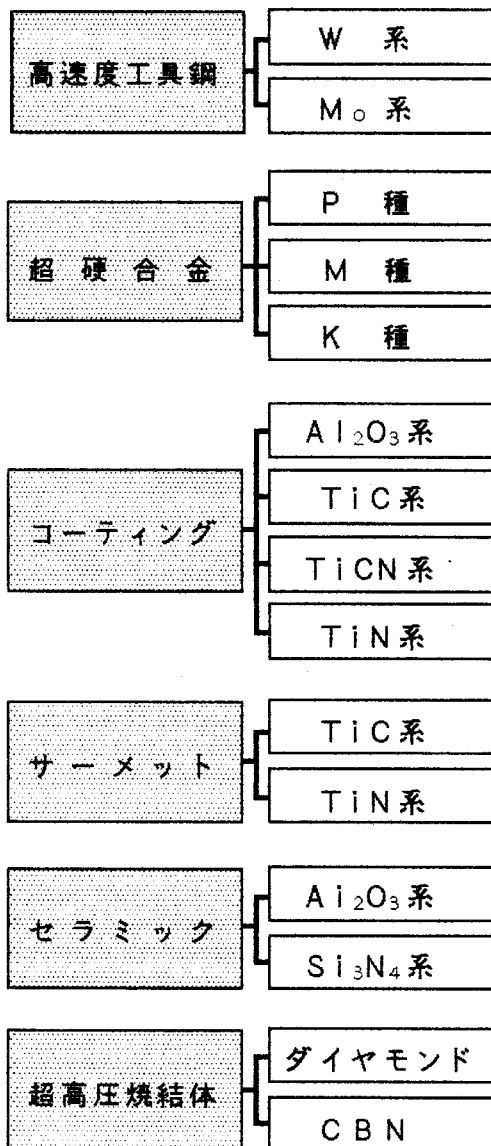 高速度工具鋼
W 系
Mo 系
超硬合金
P 種
M 種
K 種
コーティング
Al₂O₃系
TiC系
TiCN系
TiN系
サーメット
TiC系
TiN系
セラミック
Ai₂O₃系
Si₃N₄系
超高圧焼結体
ダイヤモンド
CBN